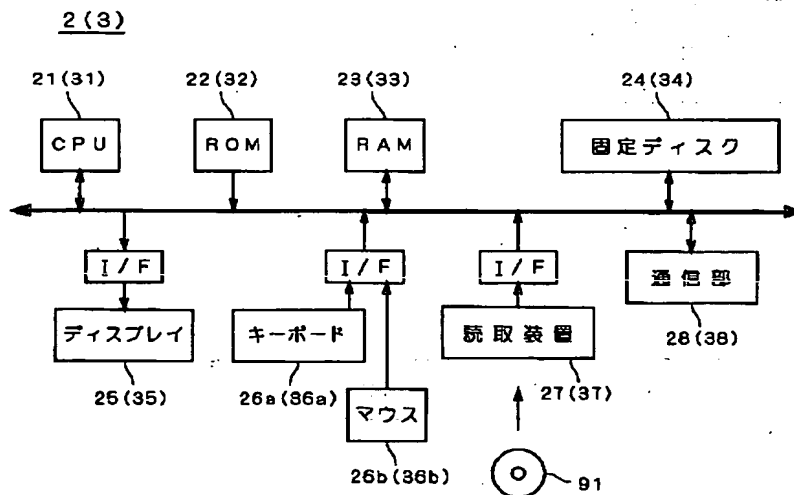 2(3)
21(31) 22(32) 23(33) 24(34)
CPU ROM RAM 固定ディスク
I/F I/F I/F 通信部
ディスプレイ キーボード 読取装置 28(38)
25(35) 26a(36a) マウス 27(37)
26b(36b) 91